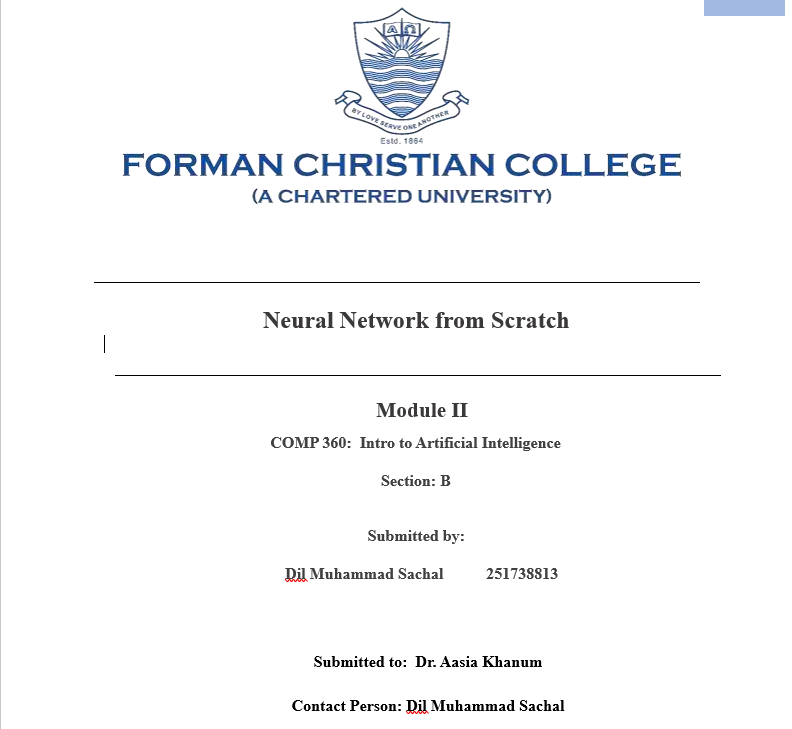 A Ω
BY LOVE SERVE ONE ANOTHER
Estd. 1864
FORMAN CHRISTIAN COLLEGE
(A CHARTERED UNIVERSITY)
Neural Network from Scratch
Module II
COMP 360: Intro to Artificial Intelligence
Section: B
Submitted by:
Dil Muhammad Sachal 251738813
Submitted to: Dr. Aasia Khanum
Contact Person: Dil Muhammad Sachal